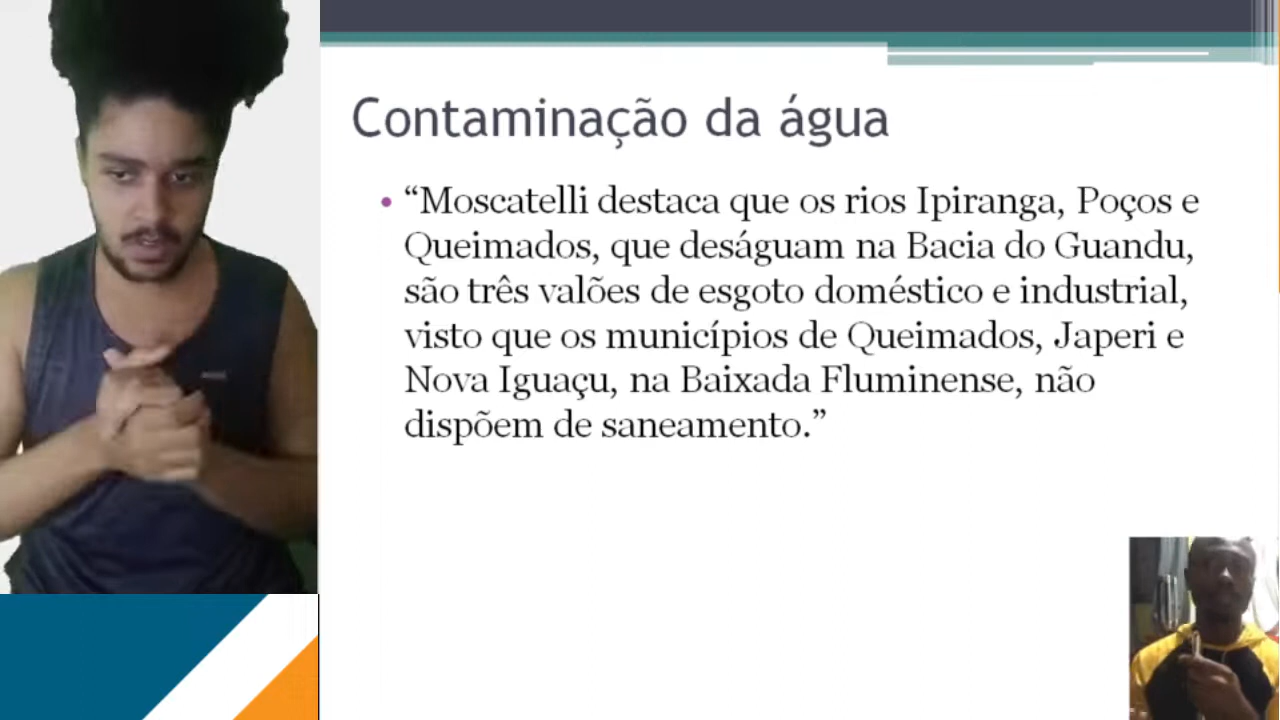 Contaminação da água
• “Moscatelli destaca que os rios Ipiranga, Poços e
Queimados, que deságuam na Bacia do Guandu,
são três valões de esgoto doméstico e industrial,
visto que os municípios de Queimados, Japeri e
Nova Iguaçu, na Baixada Fluminense, não
dispõem de saneamento.”